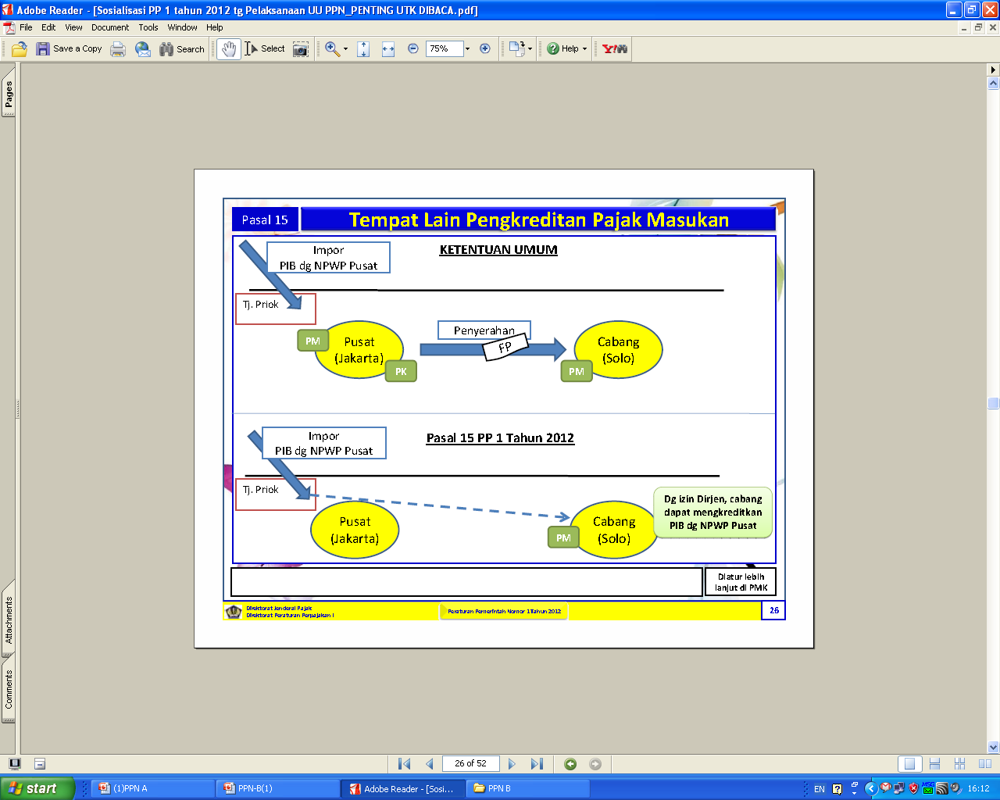 Adobe Reader - [Sosialisasi PP 1 tahun 2012 tg Pelaksanaan UU PPN_PENTING UTK DIBACA.pdf]
File Edit View Document Tools Window Help
Save a Copy Search Select 75% Help Y!
Pages
Pasal 15
Tempat Lain Pengkreditan Pajak Masukan
KETENTUAN UMUM
Impor
PIB dg NPWP Pusat
Tj. Priok
PM
Pusat
(Jakarta)
PK
Penyerahan
FP
Cabang
(Solo)
PM
Pasal 15 PP 1 Tahun 2012
Impor
PIB dg NPWP Pusat
Tj. Priok
Pusat
(Jakarta)
PM
Cabang
(Solo)
Dg izin Dirjen, cabang
dapat mengkreditkan
PIB dg NPWP Pusat
Diatur lebih
lanjut di PMK
Direktorat Jenderal Pajak
Direktorat Peraturan Perpajakan I
Peraturan Pemerintah Nomor 1 Tahun 2012
26
Attachments
Comments
26 of 52
start (1)PPN A PPN-B(1) Adobe Reader - [Sosi... PPN B EN MSG 16:12